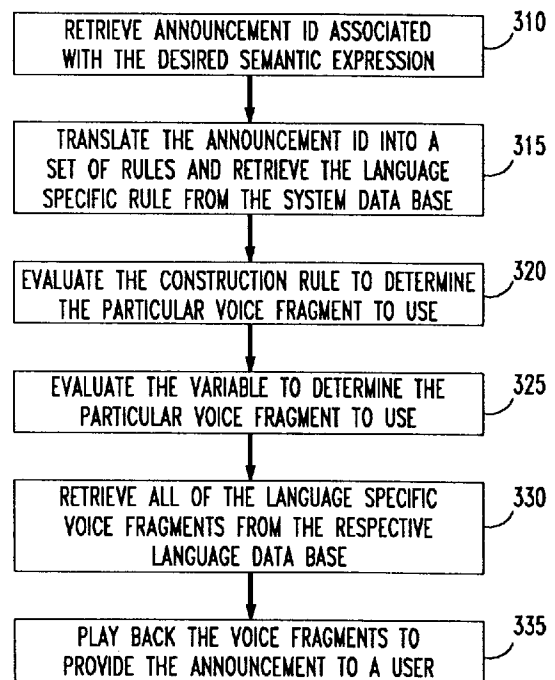 RETRIEVE ANNOUNCEMENT ID ASSOCIATED
WITH THE DESIRED SEMANTIC EXPRESSION
310
TRANSLATE THE ANNOUNCEMENT ID INTO A
SET OF RULES AND RETRIEVE THE LANGUAGE
SPECIFIC RULE FROM THE SYSTEM DATA BASE
315
EVALUATE THE CONSTRUCTION RULE TO DETERMINE
THE PARTICULAR VOICE FRAGMENT TO USE
320
EVALUATE THE VARIABLE TO DETERMINE THE
PARTICULAR VOICE FRAGMENT TO USE
325
RETRIEVE ALL OF THE LANGUAGE SPECIFIC
VOICE FRAGMENTS FROM THE RESPECTIVE
LANGUAGE DATA BASE
330
PLAY BACK THE VOICE FRAGMENTS TO
PROVIDE THE ANNOUNCEMENT TO A USER
335